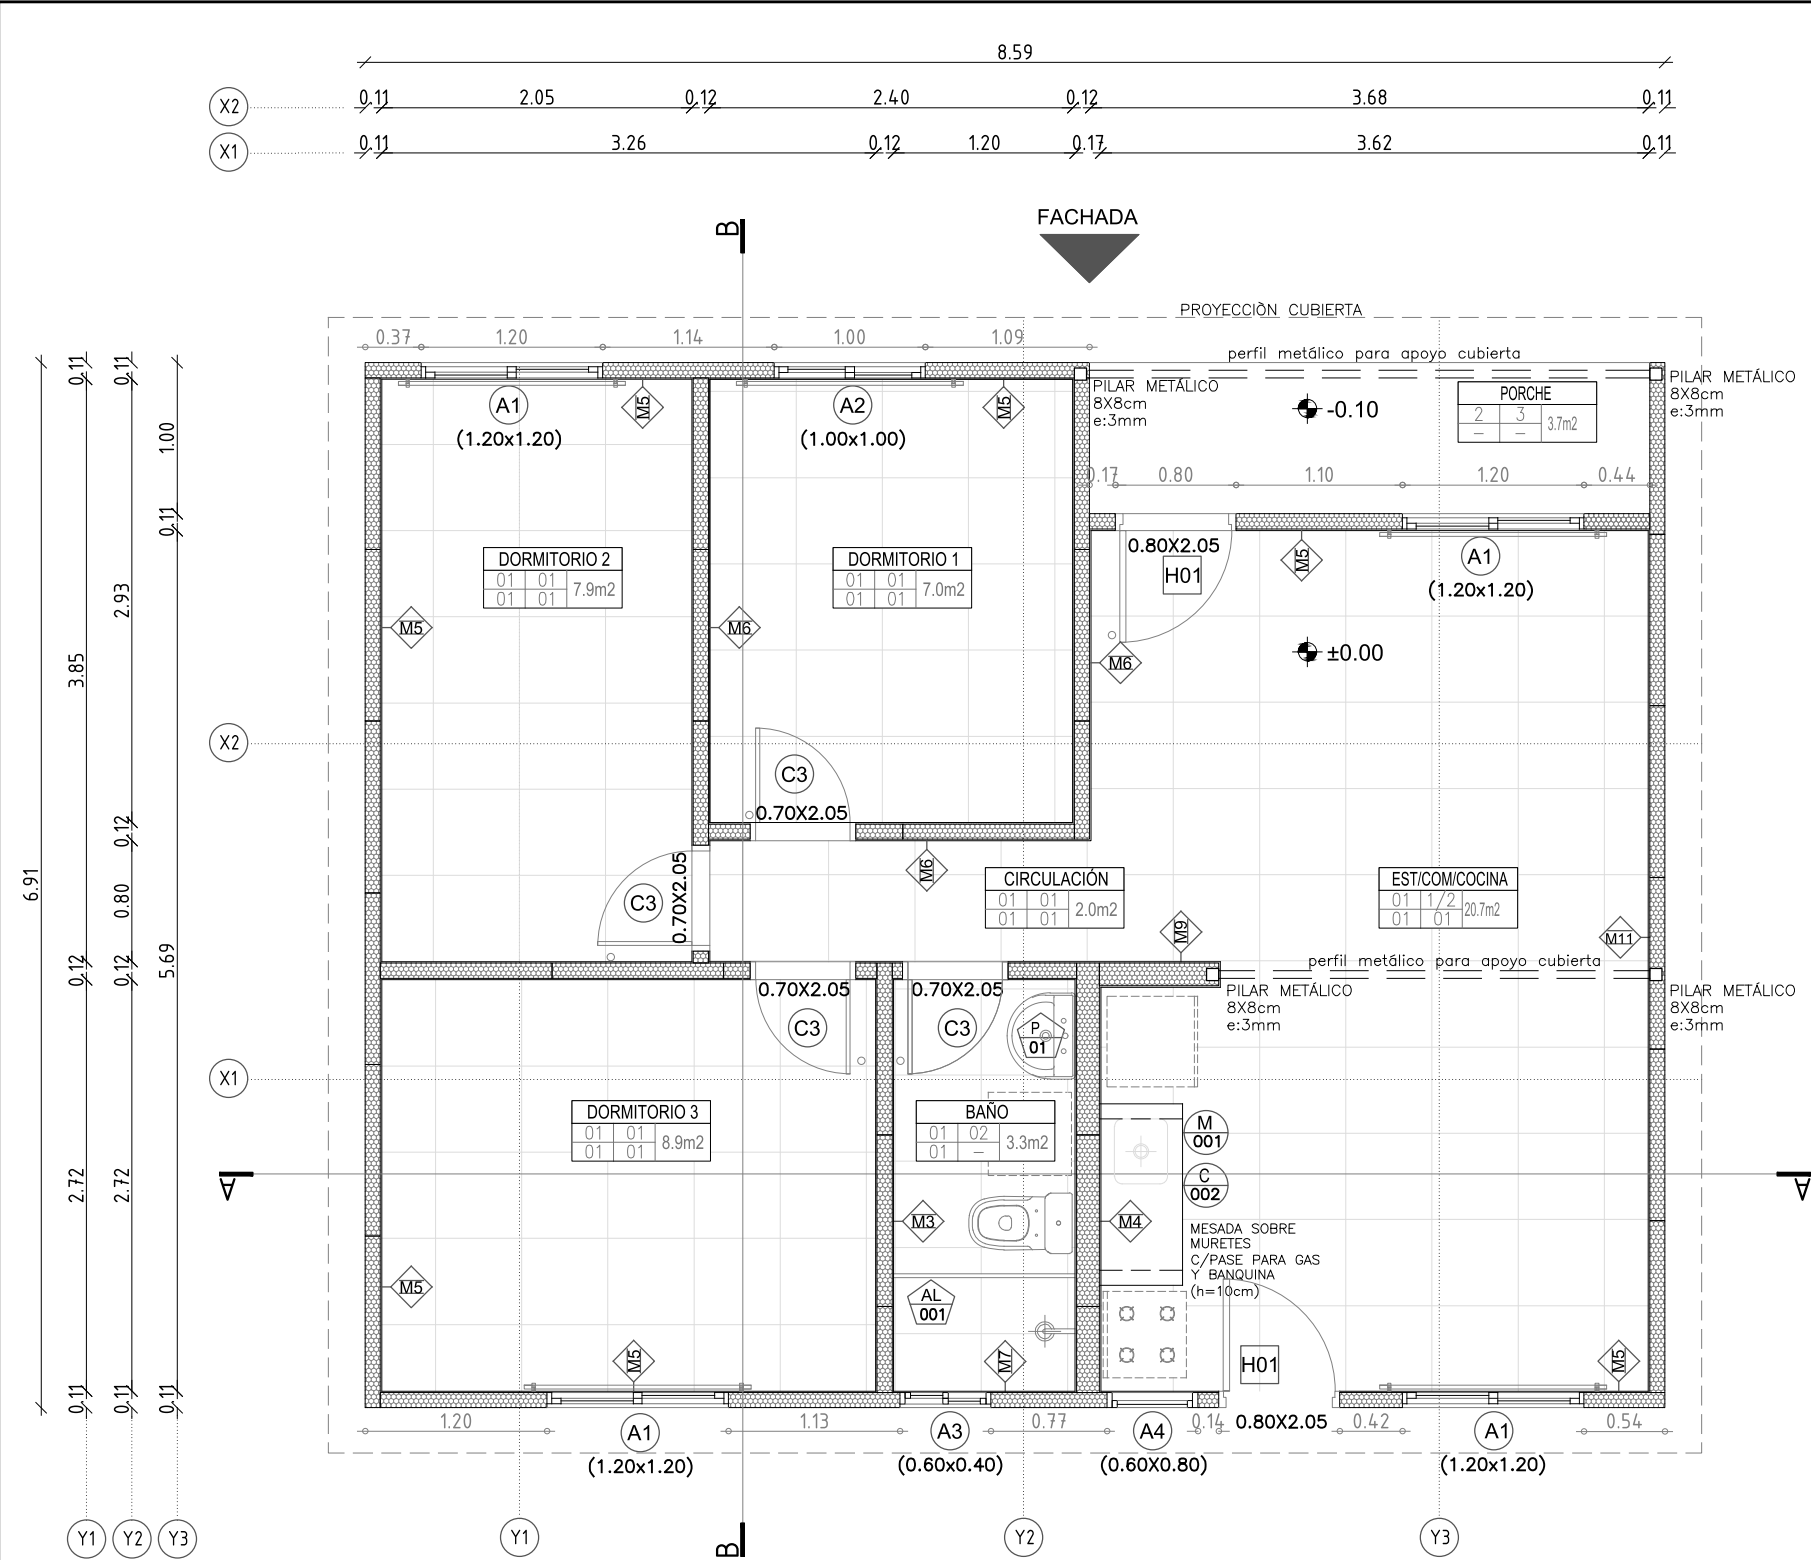 8.59
X2 0.11 2.05 0.12 2.40 0.12 3.68 0.11
X1 0.11 3.26 0.12 1.20 0.17 3.62 0.11
B
FACHADA
PROYECCIÒN CUBIERTA
0.37 1.20 1.14 1.00 1.09
perfil metálico para apoyo cubierta
PILAR METÁLICO
8X8cm
e:3mm
PILAR METÁLICO
8X8cm
e:3mm
A1
(1.20x1.20)
M5
A2
(1.00x1.00)
M5
-0.10
PORCHE
2 3
– –
3.7m2
0.17 0.80 1.10 1.20 0.44
0.80X2.05
H01
M5
A1
(1.20x1.20)
DORMITORIO 2
01 01
01 01
7.9m2
DORMITORIO 1
01 01
01 01
7.0m2
M5
M6
M6
±0.00
6.91
0.11
3.85
0.12
2.72
0.11
0.11
2.93
0.12
0.80
0.12
2.72
0.11
1.00
0.11
5.69
0.11
X2
C3
0.70X2.05
C3
0.70X2.05
M6
CIRCULACIÓN
01 01
01 01
2.0m2
EST/COM/COCINA
01 1/2
01 01
20.7m2
M9
M11
perfil metálico para apoyo cubierta
PILAR METÁLICO
8X8cm
e:3mm
PILAR METÁLICO
8X8cm
e:3mm
0.70X2.05
C3
0.70X2.05
C3
P
01
X1
DORMITORIO 3
01 01
01 01
8.9m2
BAÑO
01 02
01 –
3.3m2
M
001
C
002
A
A
M3
M4
MESADA SOBRE
MURETES
C/PASE PARA GAS
Y BANQUINA
(h=10cm)
M5
AL
001
M5
M7
H01
M5
1.20
A1
(1.20x1.20)
1.13
A3
(0.60x0.40)
0.77
A4
(0.60X0.80)
0.14
0.80X2.05
0.42
A1
(1.20x1.20)
0.54
Y1 Y2 Y3 Y1 B Y2 Y3